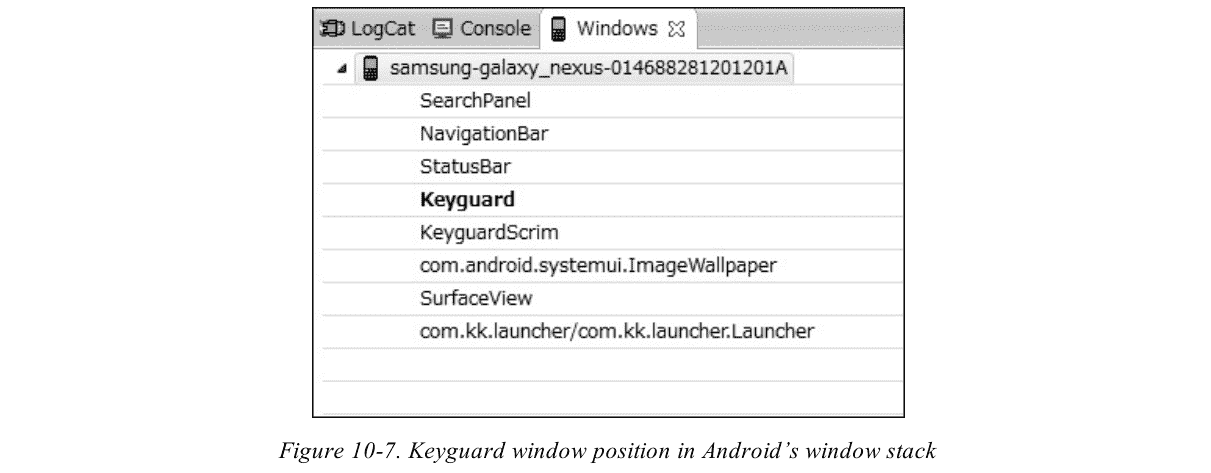 LogCat Console Windows
samsung-galaxy_nexus-014688281201201A
SearchPanel
NavigationBar
StatusBar
Keyguard
KeyguardScrim
com.android.systemui.ImageWallpaper
SurfaceView
com.kk.launcher/com.kk.launcher.Launcher
Figure 10-7. Keyguard window position in Android’s window stack